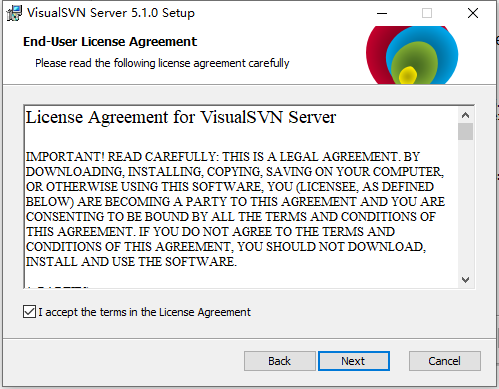 VisualSVN Server 5.1.0 Setup
End-User License Agreement
Please read the following license agreement carefully
License Agreement for VisualSVN Server
IMPORTANT! READ CAREFULLY: THIS IS A LEGAL AGREEMENT. BY
DOWNLOADING, INSTALLING, COPYING, SAVING ON YOUR COMPUTER,
OR OTHERWISE USING THIS SOFTWARE, YOU (LICENSEE, AS DEFINED
BELOW) ARE BECOMING A PARTY TO THIS AGREEMENT AND YOU ARE
CONSENTING TO BE BOUND BY ALL THE TERMS AND CONDITIONS OF
THIS AGREEMENT. IF YOU DO NOT AGREE TO THE TERMS AND
CONDITIONS OF THIS AGREEMENT, YOU SHOULD NOT DOWNLOAD,
INSTALL AND USE THE SOFTWARE.
I accept the terms in the License Agreement
Back Next Cancel